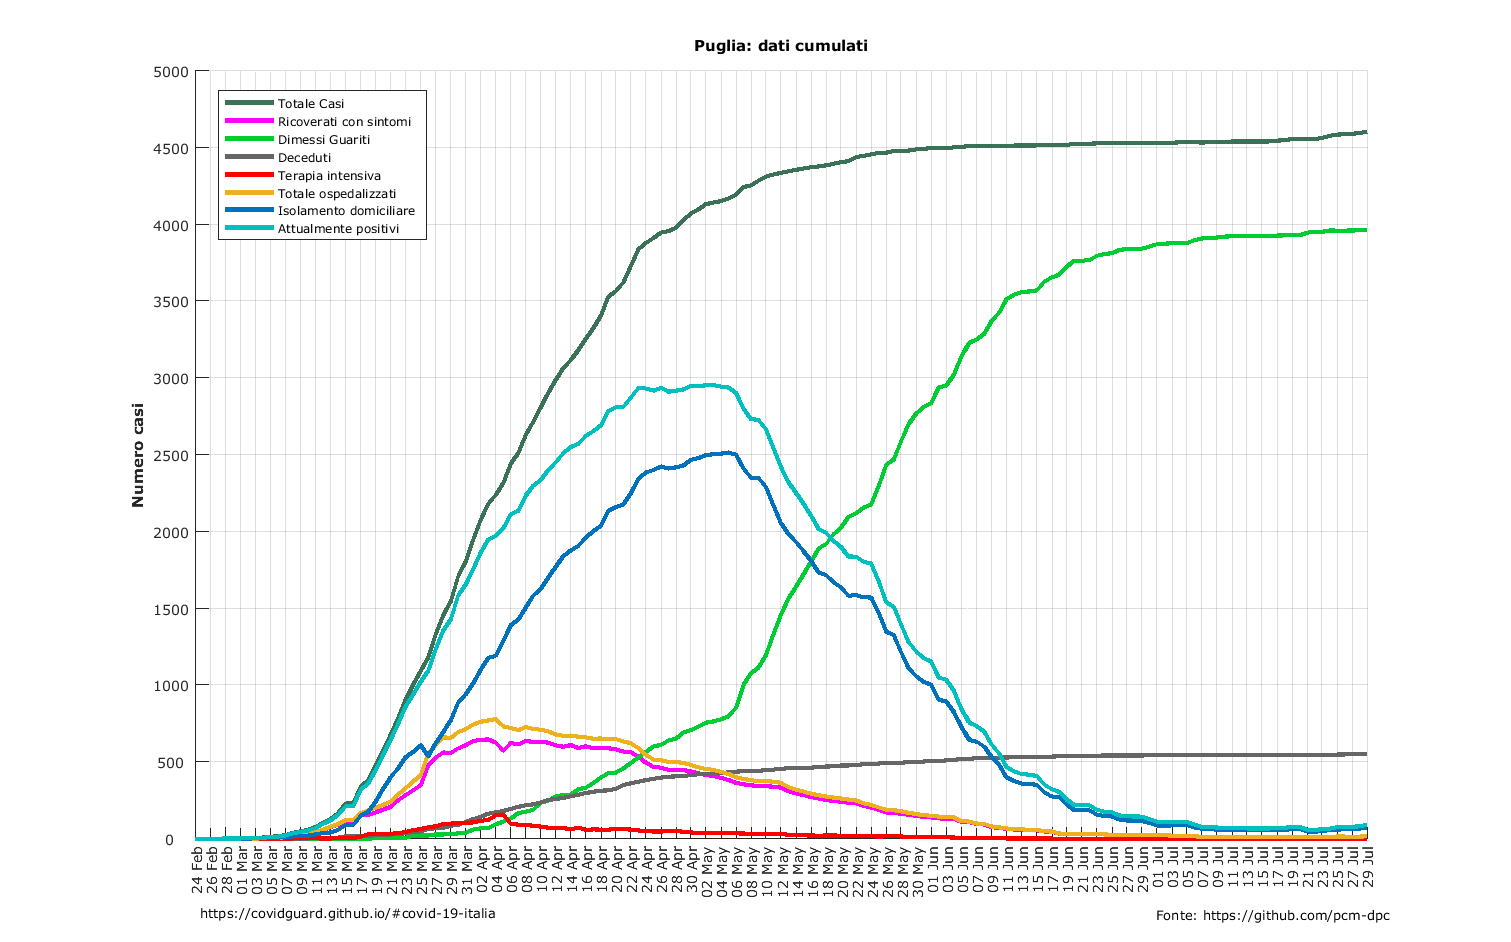 Puglia: dati cumulati
Numero casi
5000
4500
4000
3500
3000
2500
2000
1500
1000
500
0
Totale Casi
Ricoverati con sintomi
Dimessi Guariti
Deceduti
Terapia intensiva
Totale ospedalizzati
Isolamento domiciliare
Attualmente positivi
24 Feb
26 Feb
28 Feb
01 Mar
03 Mar
05 Mar
07 Mar
09 Mar
11 Mar
13 Mar
15 Mar
17 Mar
19 Mar
21 Mar
23 Mar
25 Mar
27 Mar
29 Mar
31 Mar
02 Apr
04 Apr
06 Apr
08 Apr
10 Apr
12 Apr
14 Apr
16 Apr
18 Apr
20 Apr
22 Apr
24 Apr
26 Apr
28 Apr
30 Apr
02 May
04 May
06 May
08 May
10 May
12 May
14 May
16 May
18 May
20 May
22 May
24 May
26 May
28 May
30 May
01 Jun
03 Jun
05 Jun
07 Jun
09 Jun
11 Jun
13 Jun
15 Jun
17 Jun
19 Jun
21 Jun
23 Jun
25 Jun
27 Jun
29 Jun
01 Jul
03 Jul
05 Jul
07 Jul
09 Jul
11 Jul
13 Jul
15 Jul
17 Jul
19 Jul
21 Jul
23 Jul
25 Jul
27 Jul
29 Jul
https://covidguard.github.io/#covid-19-italia
Fonte: https://github.com/pcm-dpc